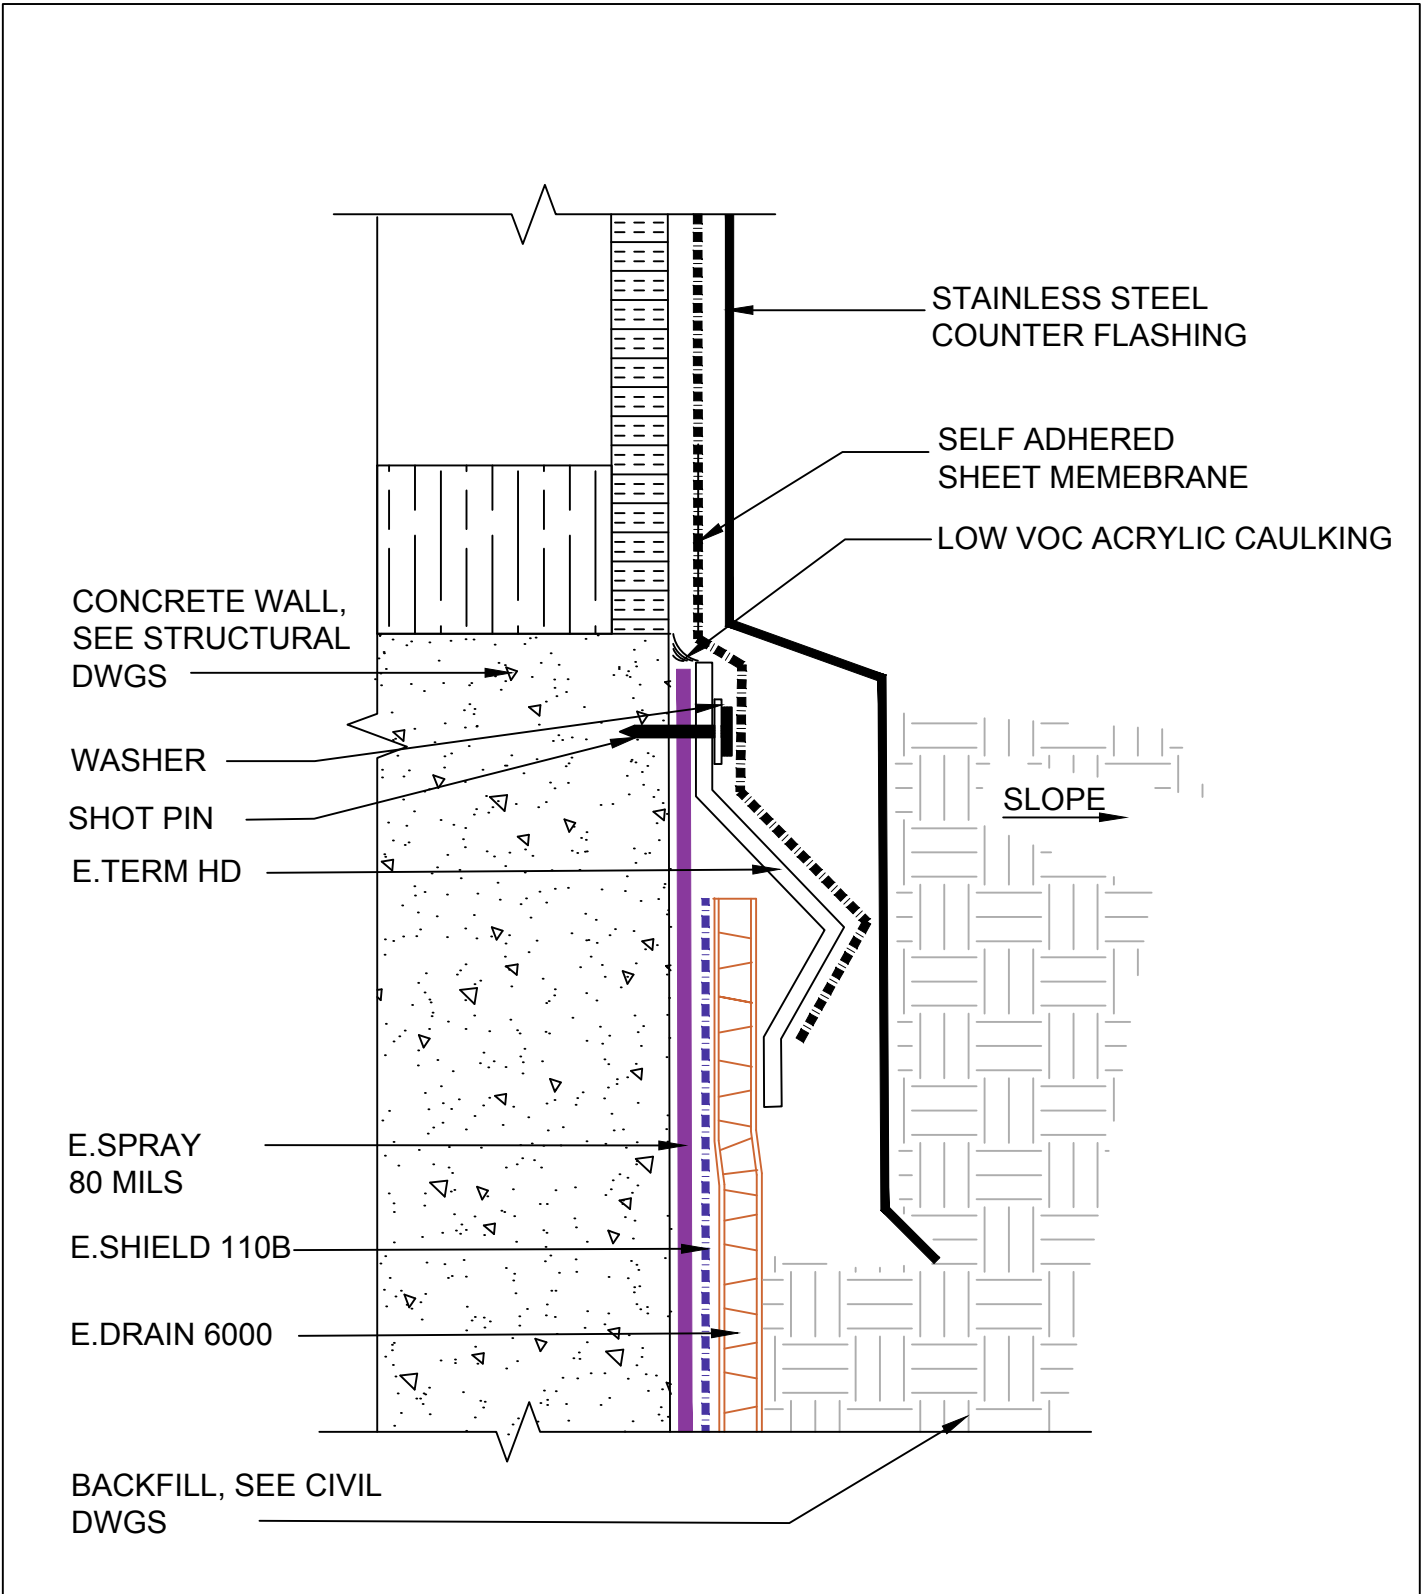 STAINLESS STEEL
COUNTER FLASHING
SELF ADHERED
SHEET MEMEBRANE
LOW VOC ACRYLIC CAULKING
CONCRETE WALL,
SEE STRUCTURAL
DWGS
WASHER
SHOT PIN
E.TERM HD
SLOPE
E.SPRAY
80 MILS
E.SHIELD 110B
E.DRAIN 6000
BACKFILL, SEE CIVIL
DWGS